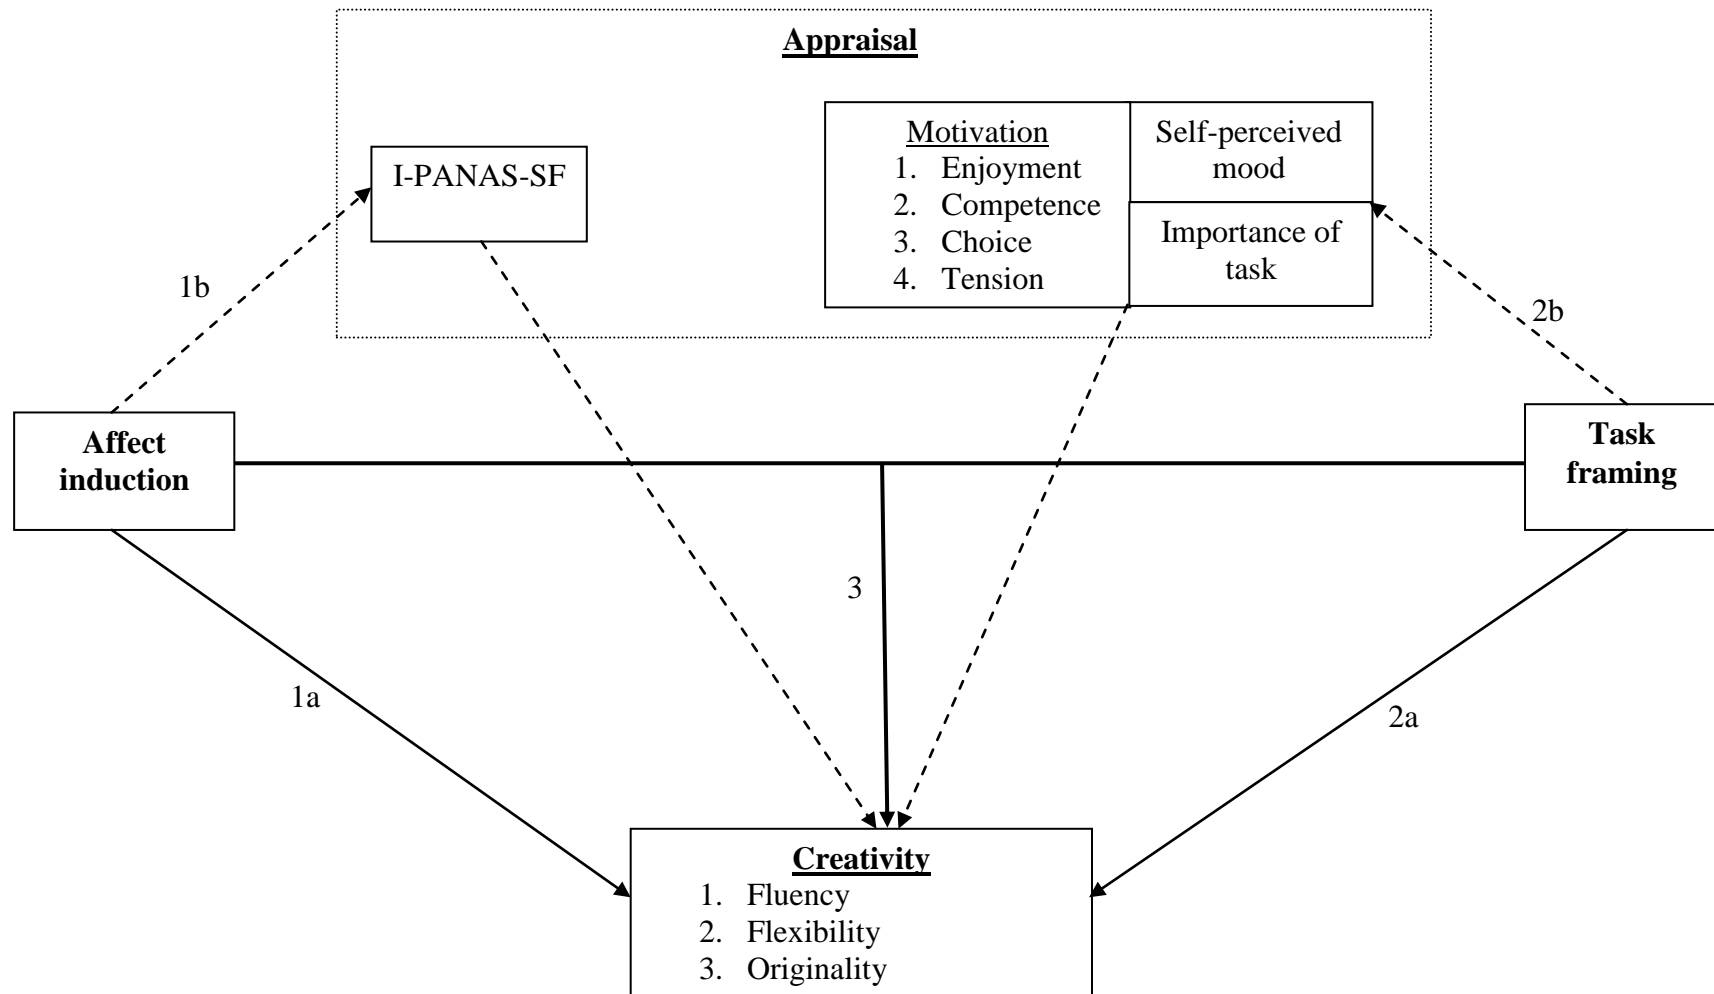 Appraisal
I-PANAS-SF
Motivation
1. Enjoyment
2. Competence
3. Choice
4. Tension
Self-perceived
mood
Importance of
task
1b
2b
Affect
induction
Task
framing
3
1a
2a
Creativity
1. Fluency
2. Flexibility
3. Originality